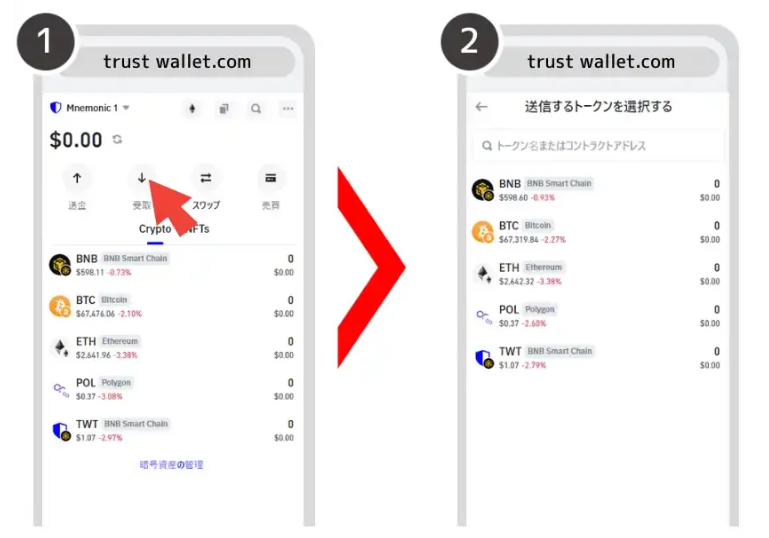 1
trust wallet.com
Mnemonic 1
$0.00
送金
受取
スワップ
売買
Crypto
NFTs
BNB BNB Smart Chain 0
$598.11 -0.73% $0.00
BTC Bitcoin 0
$67,476.06 -2.10% $0.00
ETH Ethereum 0
$2,641.96 -3.38% $0.00
POL Polygon 0
$0.37 -3.08% $0.00
TWT BNB Smart Chain 0
$1.07 -2.97% $0.00
暗号資産の管理
2
trust wallet.com
送信するトークンを選択する
トークン名またはコントラクトアドレス
BNB BNB Smart Chain 0
$598.60 -0.93% $0.00
BTC Bitcoin 0
$67,319.84 -2.27% $0.00
ETH Ethereum 0
$2,642.32 -3.38% $0.00
POL Polygon 0
$0.37 -2.60% $0.00
TWT BNB Smart Chain 0
$1.07 -2.79% $0.00